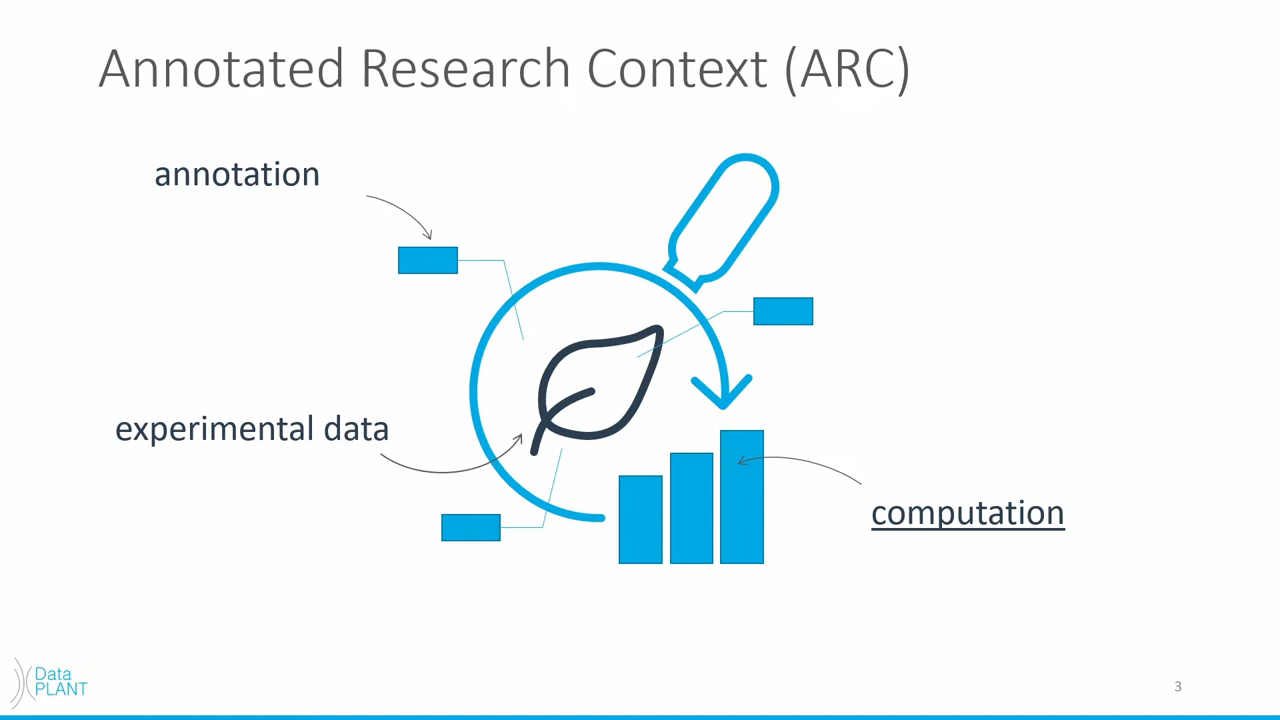 Annotated Research Context (ARC)
annotation
experimental data
computation
Data
PLANT
3